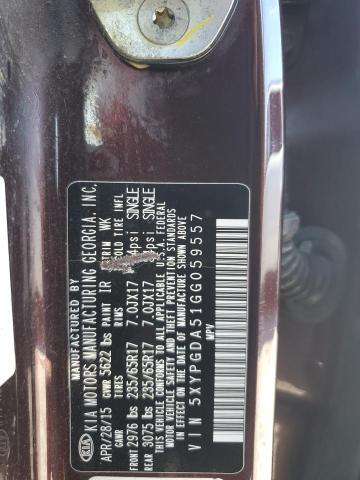 KIA
KIA MOTORS MANUFACTURING GEORGIA, INC.
APR/28/15 GVWR 5622 lbs PAINT IR TRIM WK
GAWR TIRES RIMS COLD TIRE INFL
FRONT 2976 lbs 235/65R17 7.0JX17 psi SINGLE
REAR 3075 lbs 235/65R17 7.0JX17 psi SINGLE
THIS VEHICLE CONFORMS TO ALL APPLICABLE U.S.A. FEDERAL
MOTOR VEHICLE SAFETY AND THEFT PREVENTION STANDARDS
IN EFFECT ON THE DATE OF MANUFACTURE SHOWN ABOVE.
VIN 5XYPGDA51GG059557
MPV